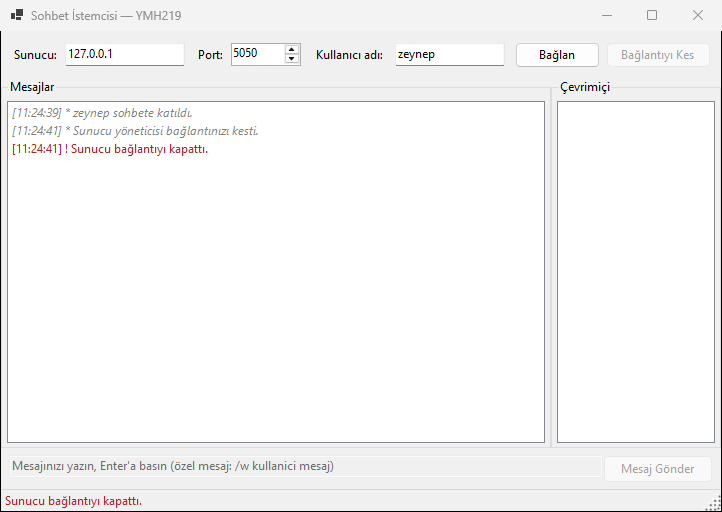 Sohbet İstemcisi — YMH219
Sunucu: 127.0.0.1 Port: 5050 Kullanıcı adı: zeynep Bağlan Bağlantıyı Kes
Mesajlar Çevrimiçi
[11:24:39] * zeynep sohbete katıldı.
[11:24:41] * Sunucu yöneticisi bağlantınızı kesti.
[11:24:41] ! Sunucu bağlantıyı kapattı.
Mesajınızı yazın, Enter'a basın (özel mesaj: /w kullanici mesaj) Mesaj Gönder
Sunucu bağlantıyı kapattı.